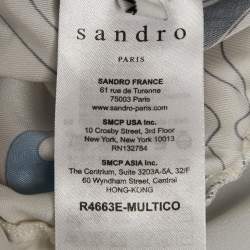 sandro
PARIS
SANDRO FRANCE
61 rue de Turenne
75003 Paris
www.sandro-paris.com
SMCP USA Inc.
10 Crosby Street, 3rd Floor
New York, New York 10013
RN132784
SMCP ASIA Inc.
The Centrium, Suite 3203A-5A, 32/F
60 Wyndham Street, Central
HONG-KONG
R4663E-MULTICO